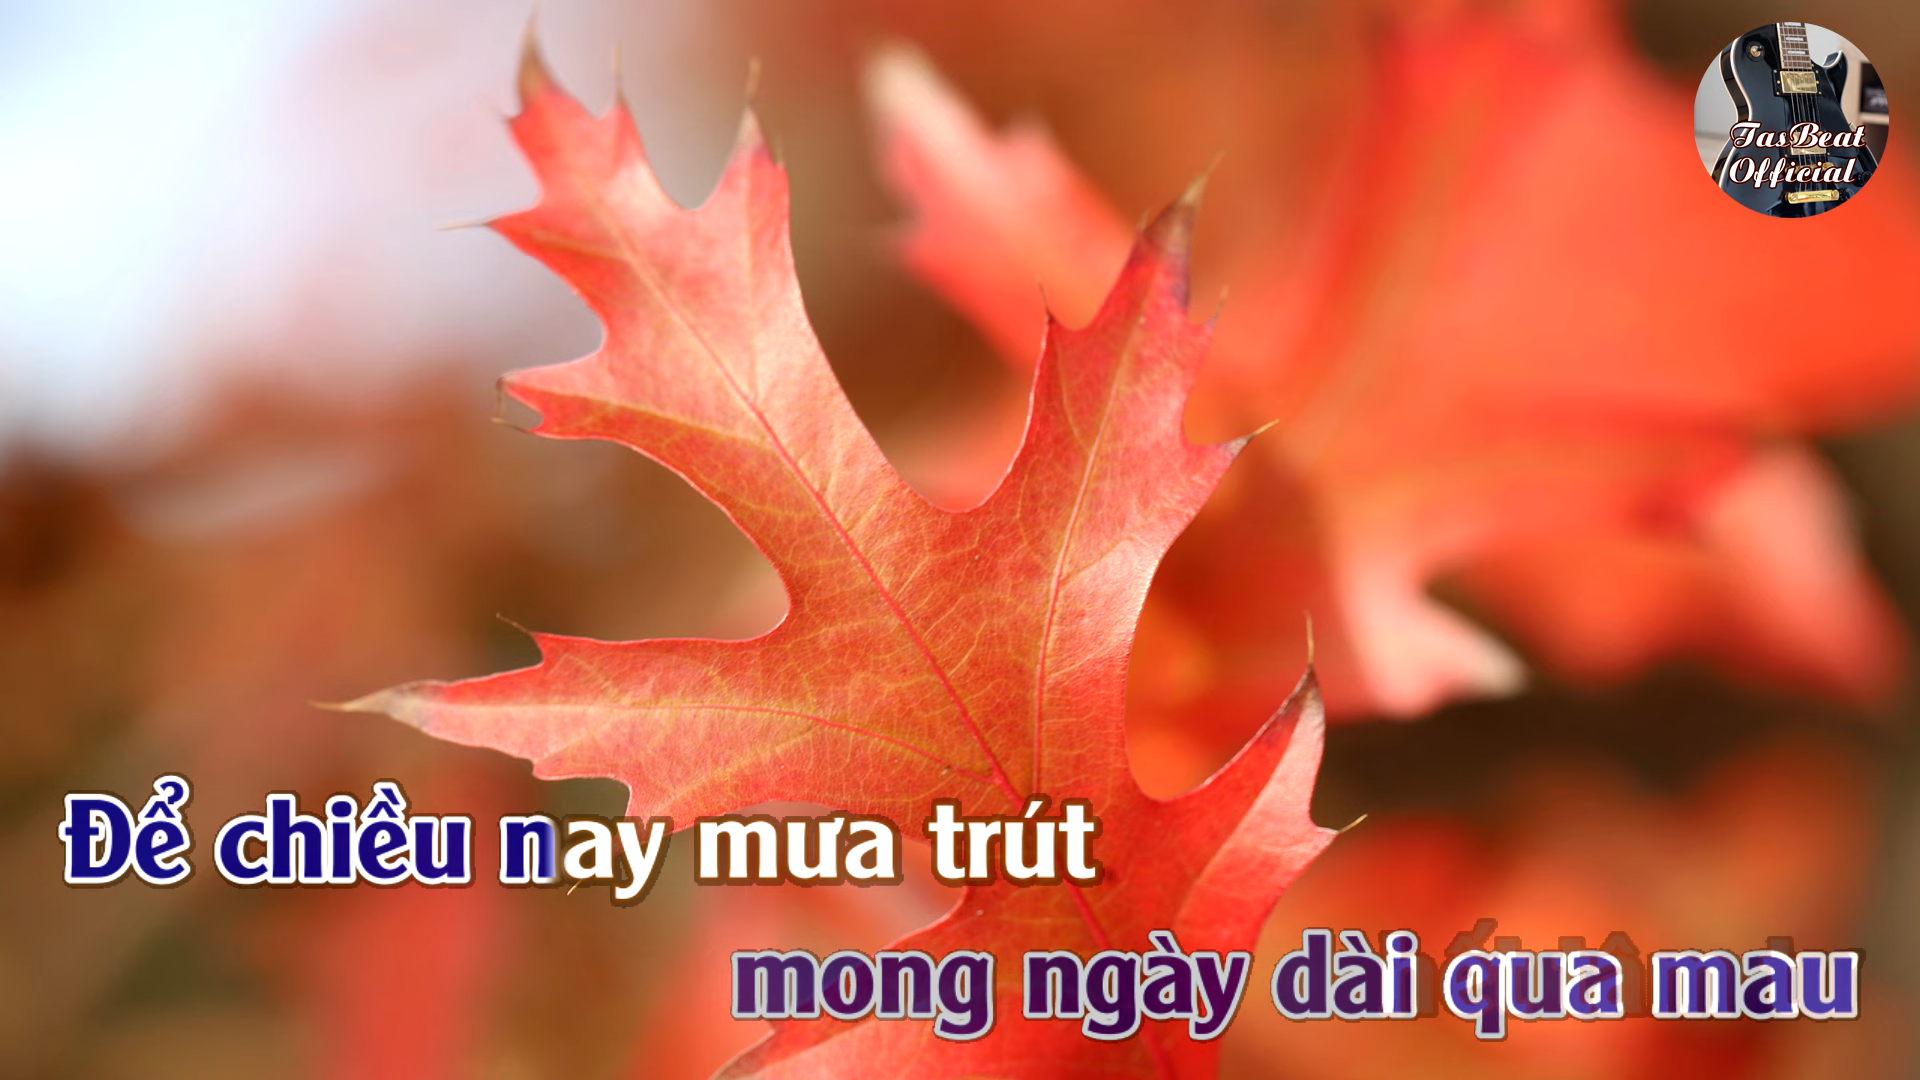 TasBeat
Official
Để chiều nay mưa trút
mong ngày dài qua mau